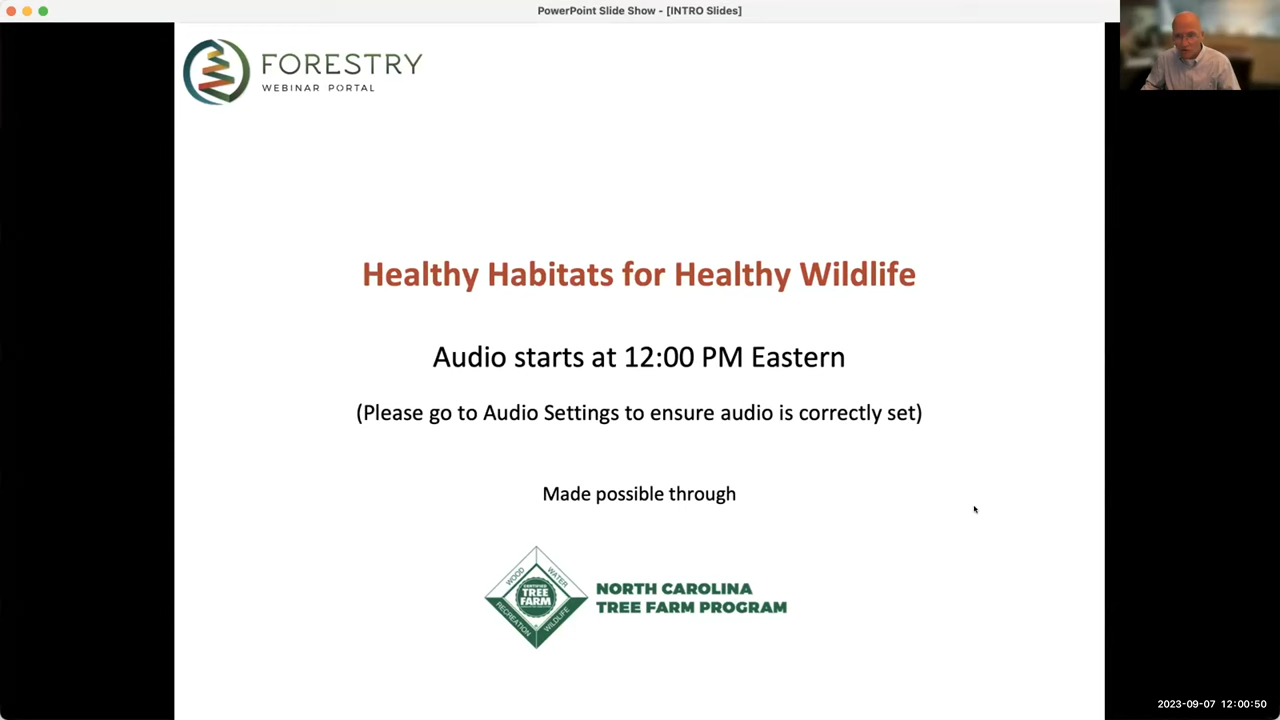 PowerPoint Slide Show - [INTRO Slides]
FORESTRY
WEBINAR PORTAL
Healthy Habitats for Healthy Wildlife
Audio starts at 12:00 PM Eastern
(Please go to Audio Settings to ensure audio is correctly set)
Made possible through
WOOD
WATER
CERTIFIED
TREE
FARM
RECREATION
WILDLIFE
NORTH CAROLINA
TREE FARM PROGRAM
2023-09-07 12:00:50